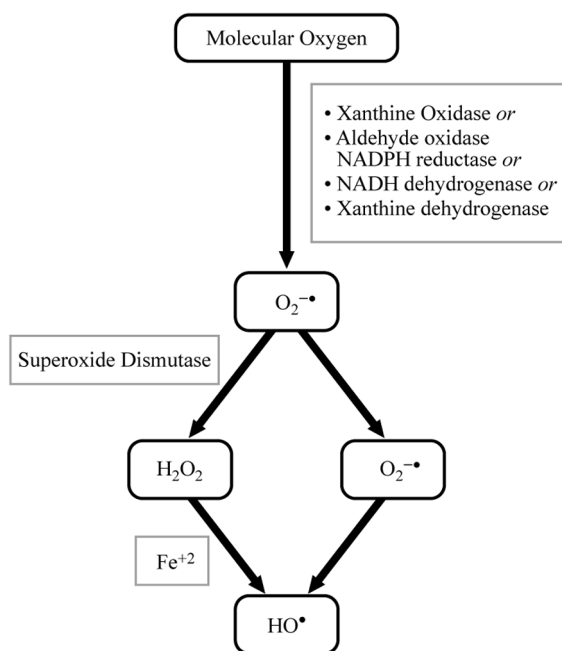 Molecular Oxygen
• Xanthine Oxidase or
• Aldehyde oxidase
NADPH reductase or
• NADH dehydrogenase or
• Xanthine dehydrogenase
O₂⁻•
Superoxide Dismutase
H₂O₂
O₂⁻•
Fe⁺²
HO•